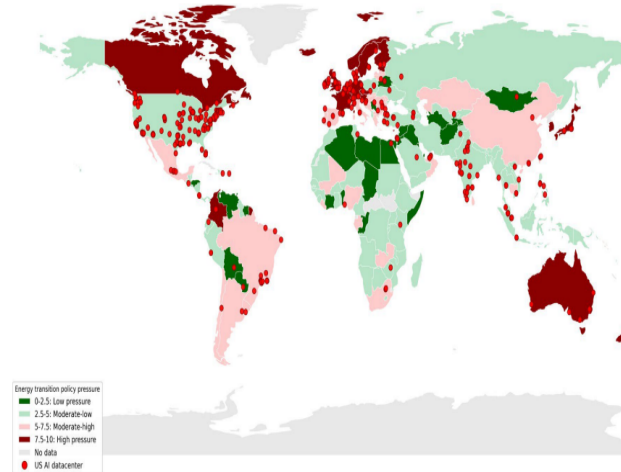 Energy transition policy pressure
0-2.5: Low pressure
2.5-5: Moderate-low
5-7.5: Moderate-high
7.5-10: High pressure
No data
US AI datacenter